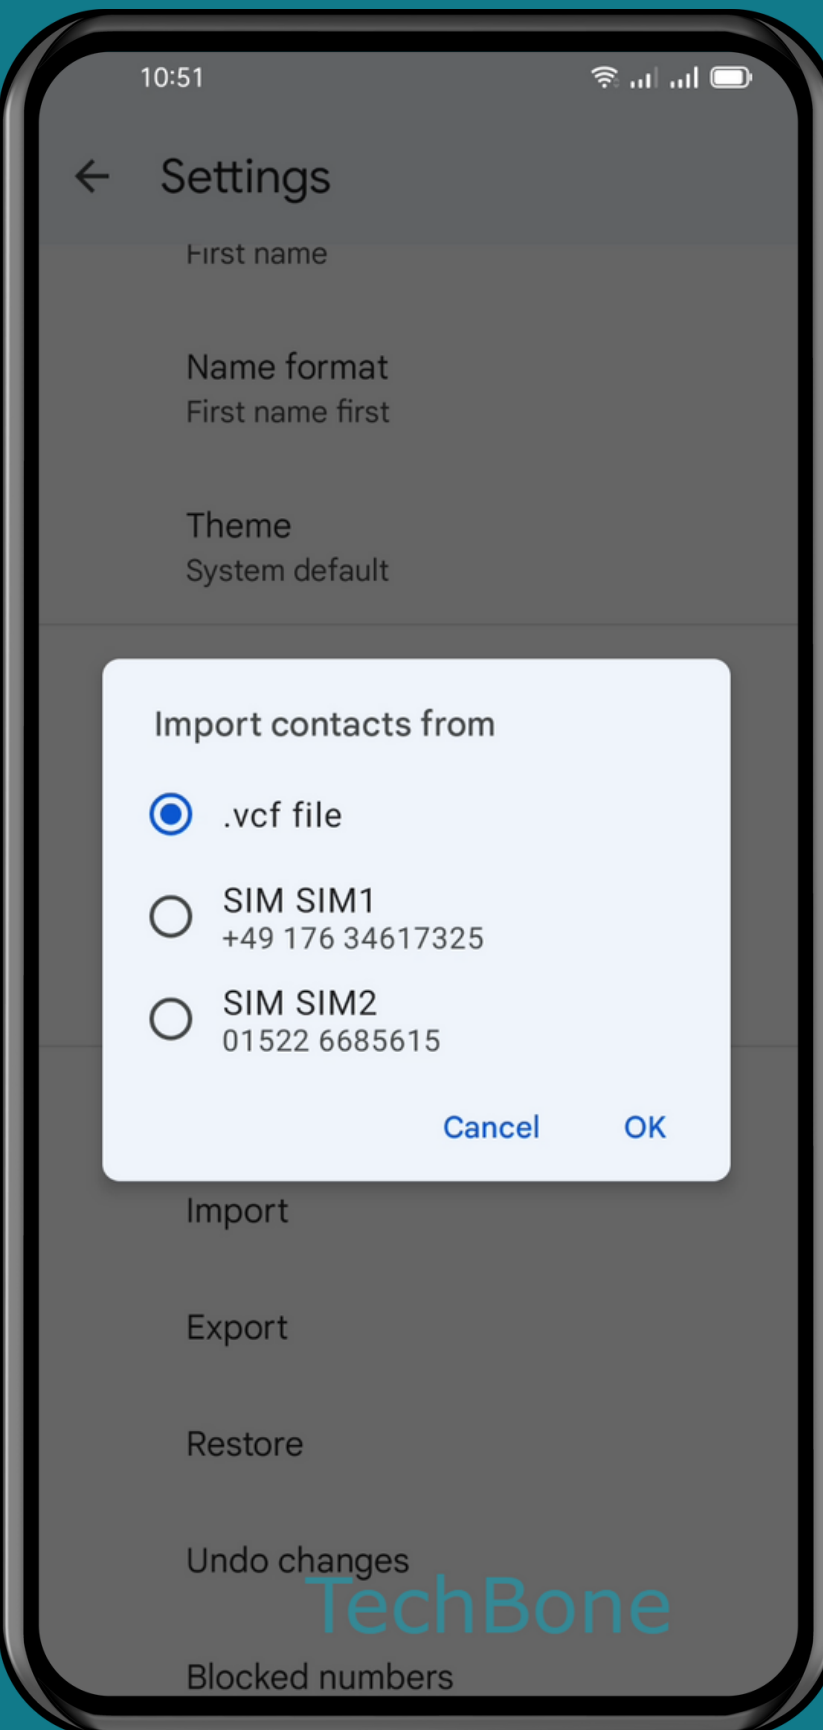 10:51
Settings
First name
Name format
First name first
Theme
System default
Import contacts from
.vcf file
SIM SIM1
+49 176 34617325
SIM SIM2
01522 6685615
Cancel OK
Import
Export
Restore
Undo changes
TechBone
Blocked numbers